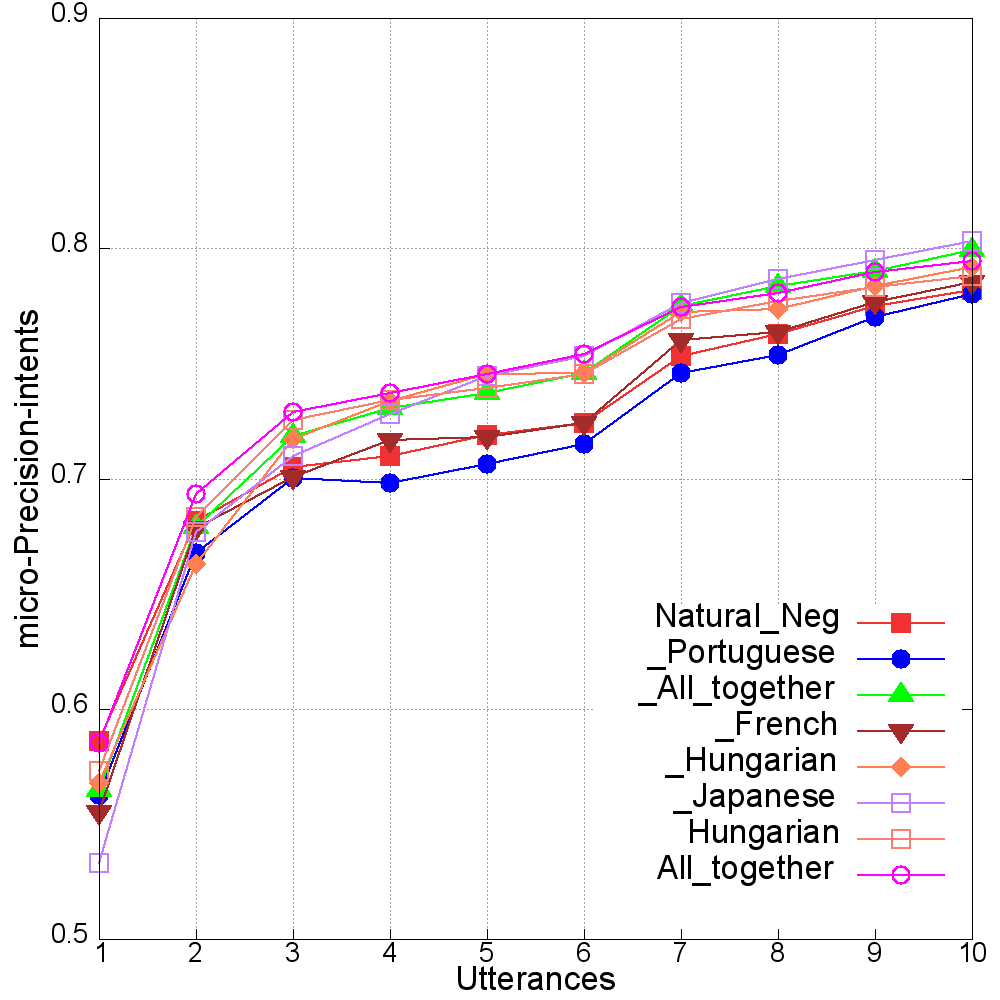 0.9
0.8
0.7
0.6
0.5
micro-Precision-intents
Natural_Neg
_Portuguese
_All_together
_French
_Hungarian
_Japanese
Hungarian
All_together
1 2 3 4 5 6 7 8 9 10
Utterances